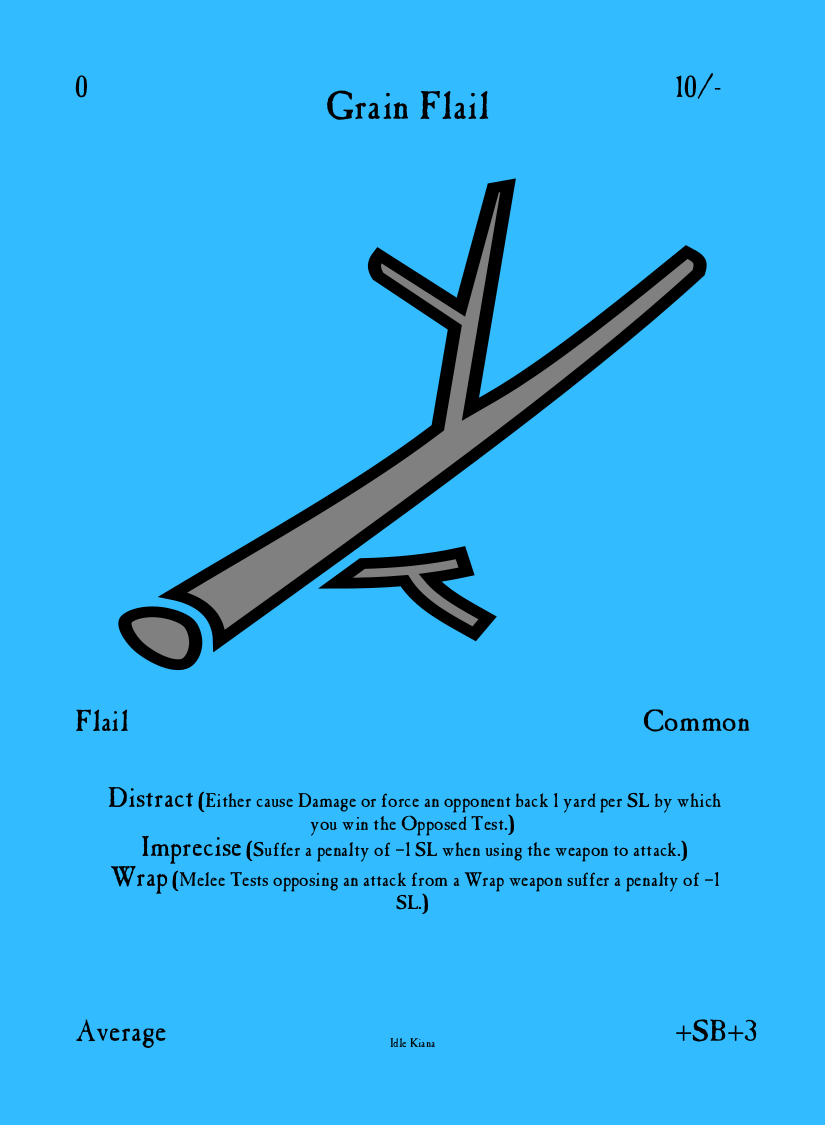 0
10/-
Grain Flail
Flail
Common
Distract (Either cause Damage or force an opponent back 1 yard per SL by which
you win the Opposed Test.)
Imprecise (Suffer a penalty of −1 SL when using the weapon to attack.)
Wrap (Melee Tests opposing an attack from a Wrap weapon suffer a penalty of −1
SL.)
Average
Idle Kiana
+SB+3